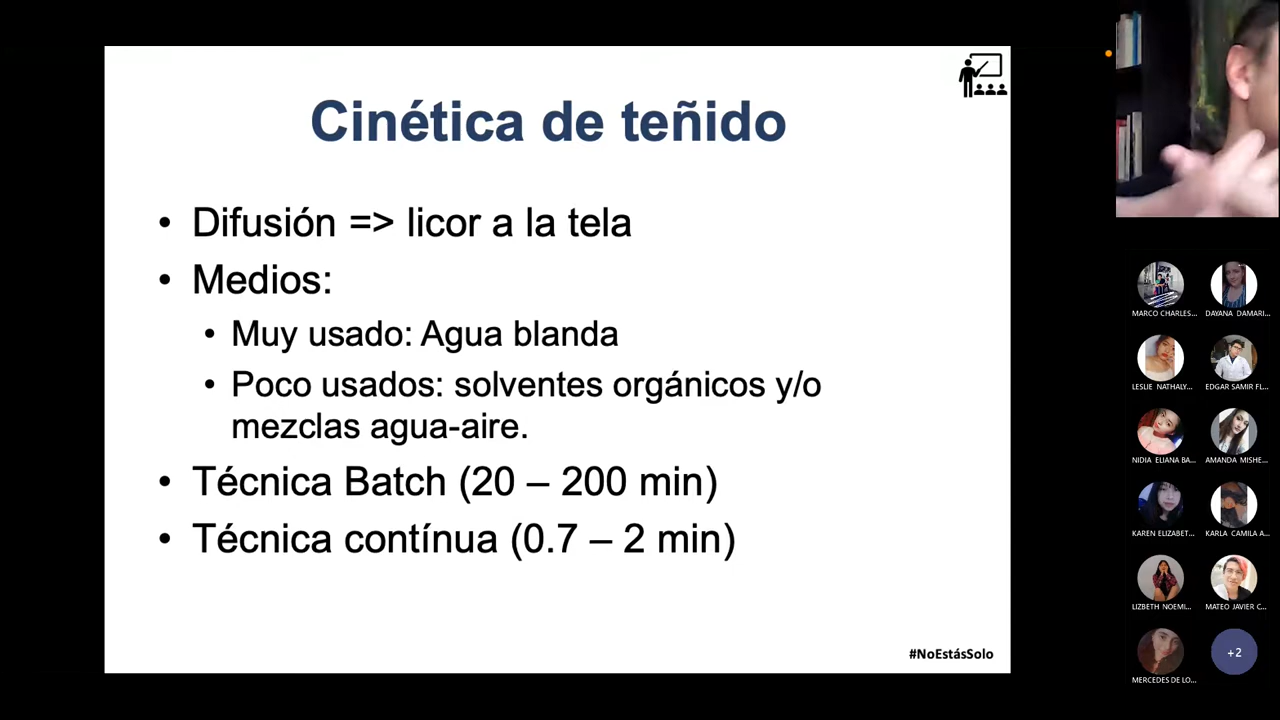 Cinética de teñido
• Difusión => licor a la tela
• Medios:
• Muy usado: Agua blanda
• Poco usados: solventes orgánicos y/o
mezclas agua-aire.
• Técnica Batch (20 – 200 min)
• Técnica contínua (0.7 – 2 min)
#NoEstásSolo
MARCO CHARLES... DAYANA DAMARI...
LESLIE NATHALY... EDGAR SAMIR FL...
NIDIA ELIANA BA... AMANDA MISHE...
KAREN ELIZABET... KARLA CAMILA A...
LIZBETH NOEMI... MATEO JAVIER C...
MERCEDES DE LO... +2